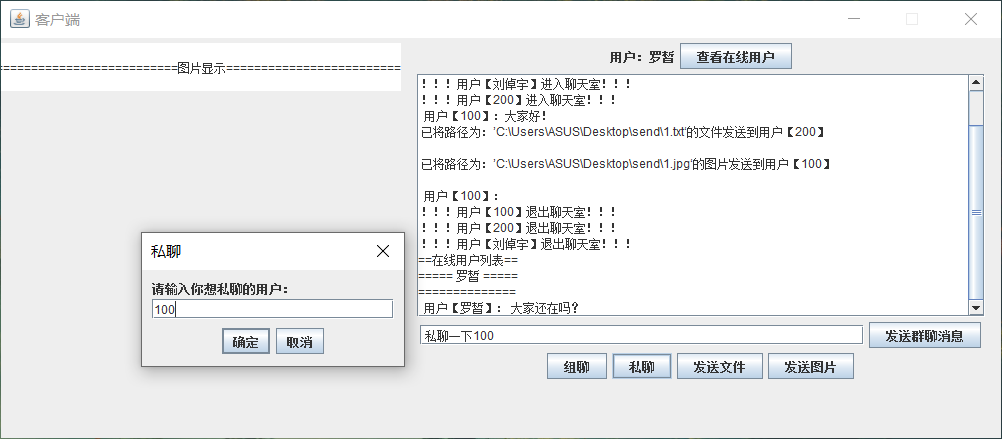 客户端
=========================图片显示=========================
用户：罗皙 查看在线用户
！！！用户【刘倬宇】进入聊天室！！！
！！！用户【200】进入聊天室！！！
用户【100】：大家好！
已将路径为：'C:\Users\ASUS\Desktop\send\1.txt'的文件发送到用户【200】
已将路径为：'C:\Users\ASUS\Desktop\send\1.jpg'的图片发送到用户【100】
用户【100】：
！！！用户【100】退出聊天室！！！
！！！用户【200】退出聊天室！！！
！！！用户【刘倬宇】退出聊天室！！！
==在线用户列表==
===== 罗皙 =====
==============
用户【罗皙】： 大家还在吗？
私聊一下100
发送群聊消息
组聊 私聊 发送文件 发送图片
私聊
请输入你想私聊的用户：
100
确定 取消